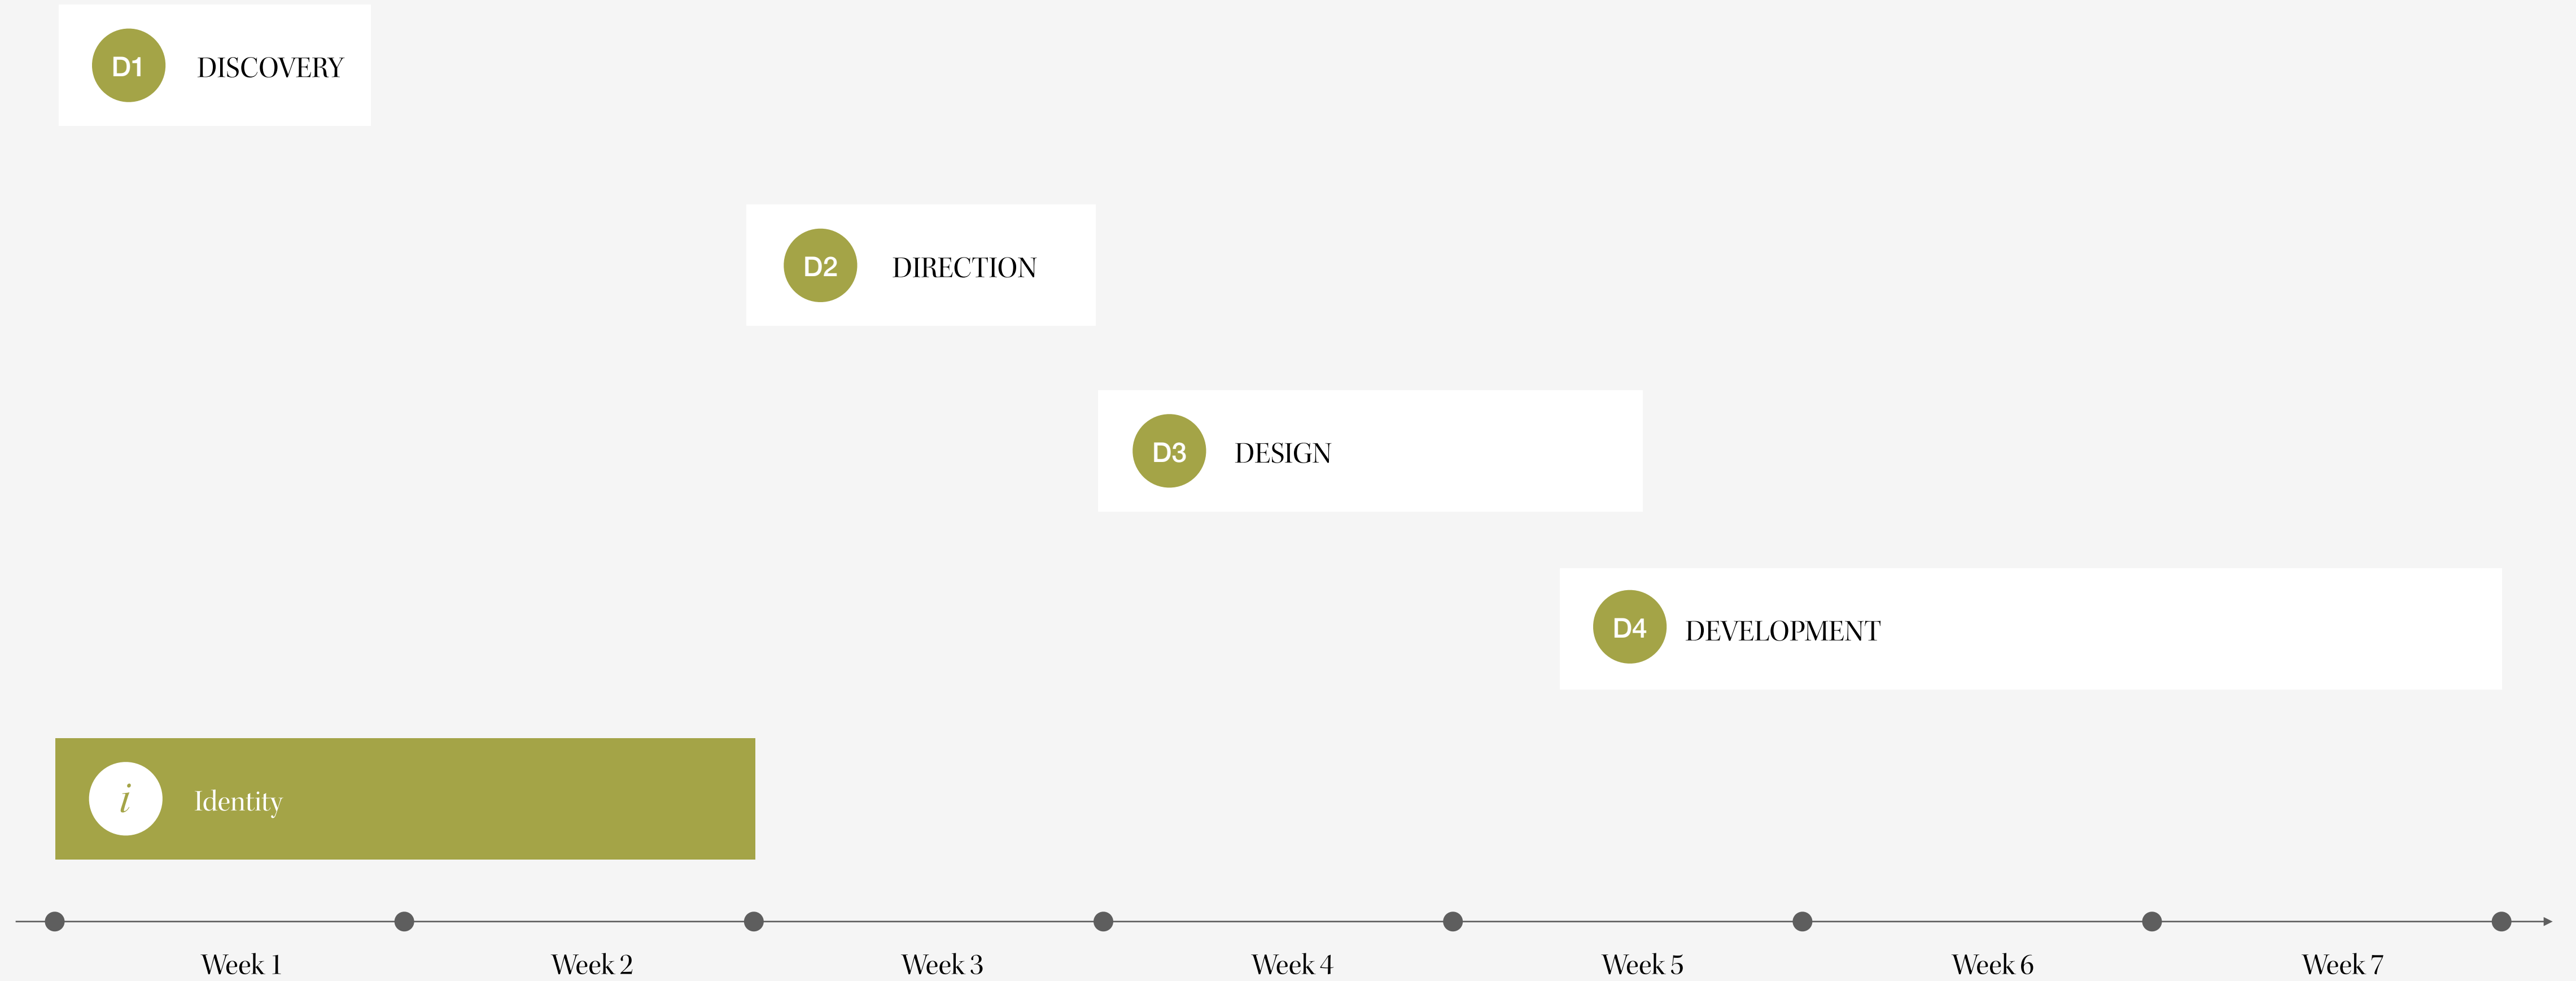 D1 DISCOVERY
D2 DIRECTION
D3 DESIGN
D4 DEVELOPMENT
i Identity
Week 1 Week 2 Week 3 Week 4 Week 5 Week 6 Week 7